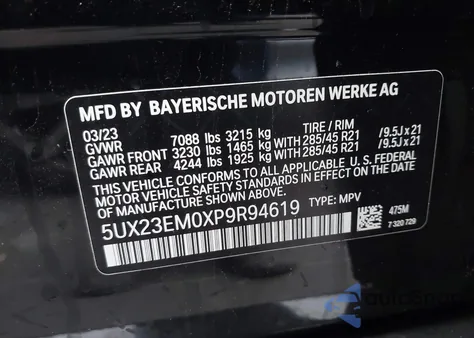 MFD BY BAYERISCHE MOTOREN WERKE AG
03/23 TIRE / RIM
GVWR 7088 lbs 3215 kg
GAWR FRONT 3230 lbs 1465 kg WITH 285/45 R21 /9.5J x 21
GAWR REAR 4244 lbs 1925 kg WITH 285/45 R21 /9.5J x 21
THIS VEHICLE CONFORMS TO ALL APPLICABLE U.S. FEDERAL
MOTOR VEHICLE SAFETY STANDARDS IN EFFECT ON THE DATE
OF MANUFACTURE SHOWN ABOVE.
5UX23EM0XP9R94619 TYPE: MPV
475M
7 320 729